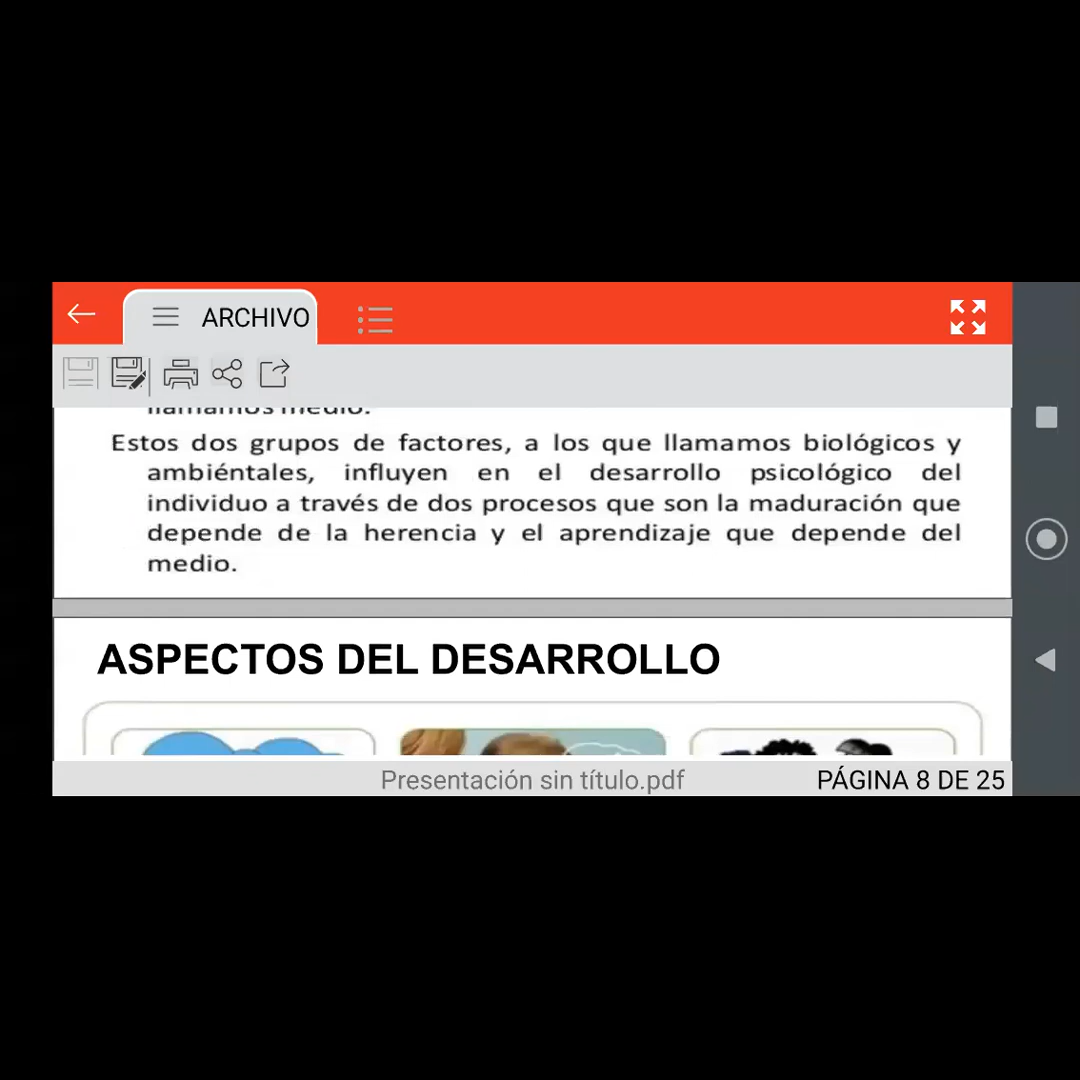 ARCHIVO
llamamos medio.
Estos dos grupos de factores, a los que llamamos biológicos y
ambiéntales, influyen en el desarrollo psicológico del
individuo a través de dos procesos que son la maduración que
depende de la herencia y el aprendizaje que depende del
medio.
ASPECTOS DEL DESARROLLO
Presentación sin título.pdf
PÁGINA 8 DE 25